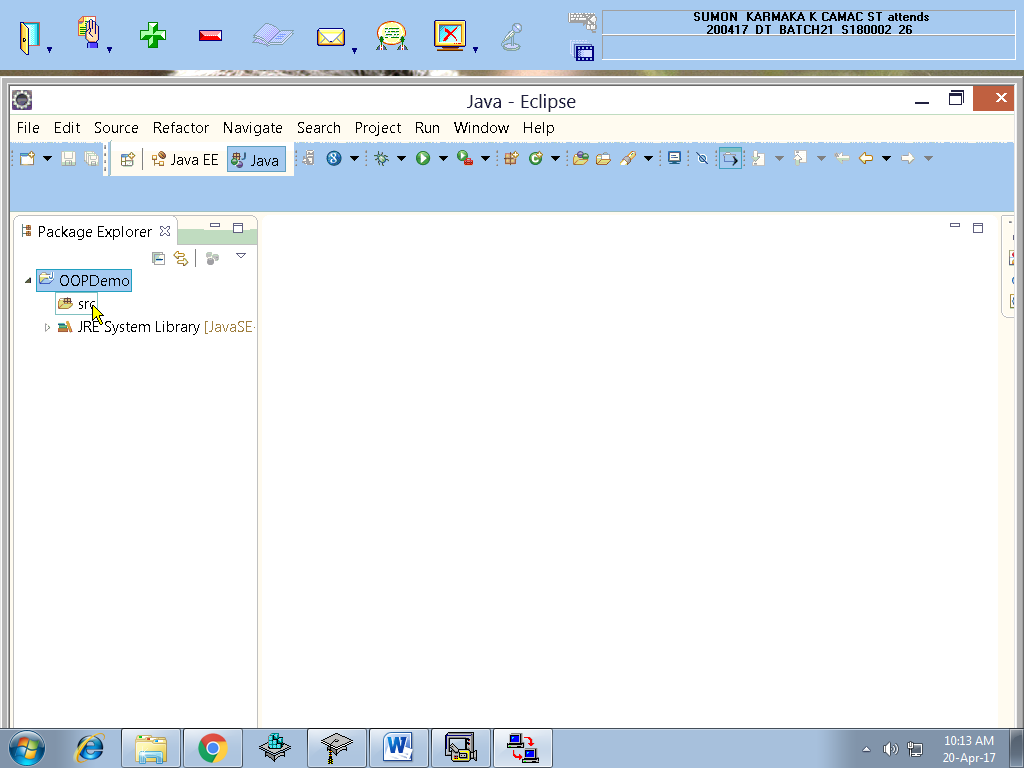 SUMON KARMAKA K CAMAC ST attends
200417 DT BATCH21 S180002 26
Java - Eclipse
File Edit Source Refactor Navigate Search Project Run Window Help
Java EE Java
Package Explorer
OOPDemo
src
JRE System Library [JavaSE-
10:13 AM
20-Apr-17